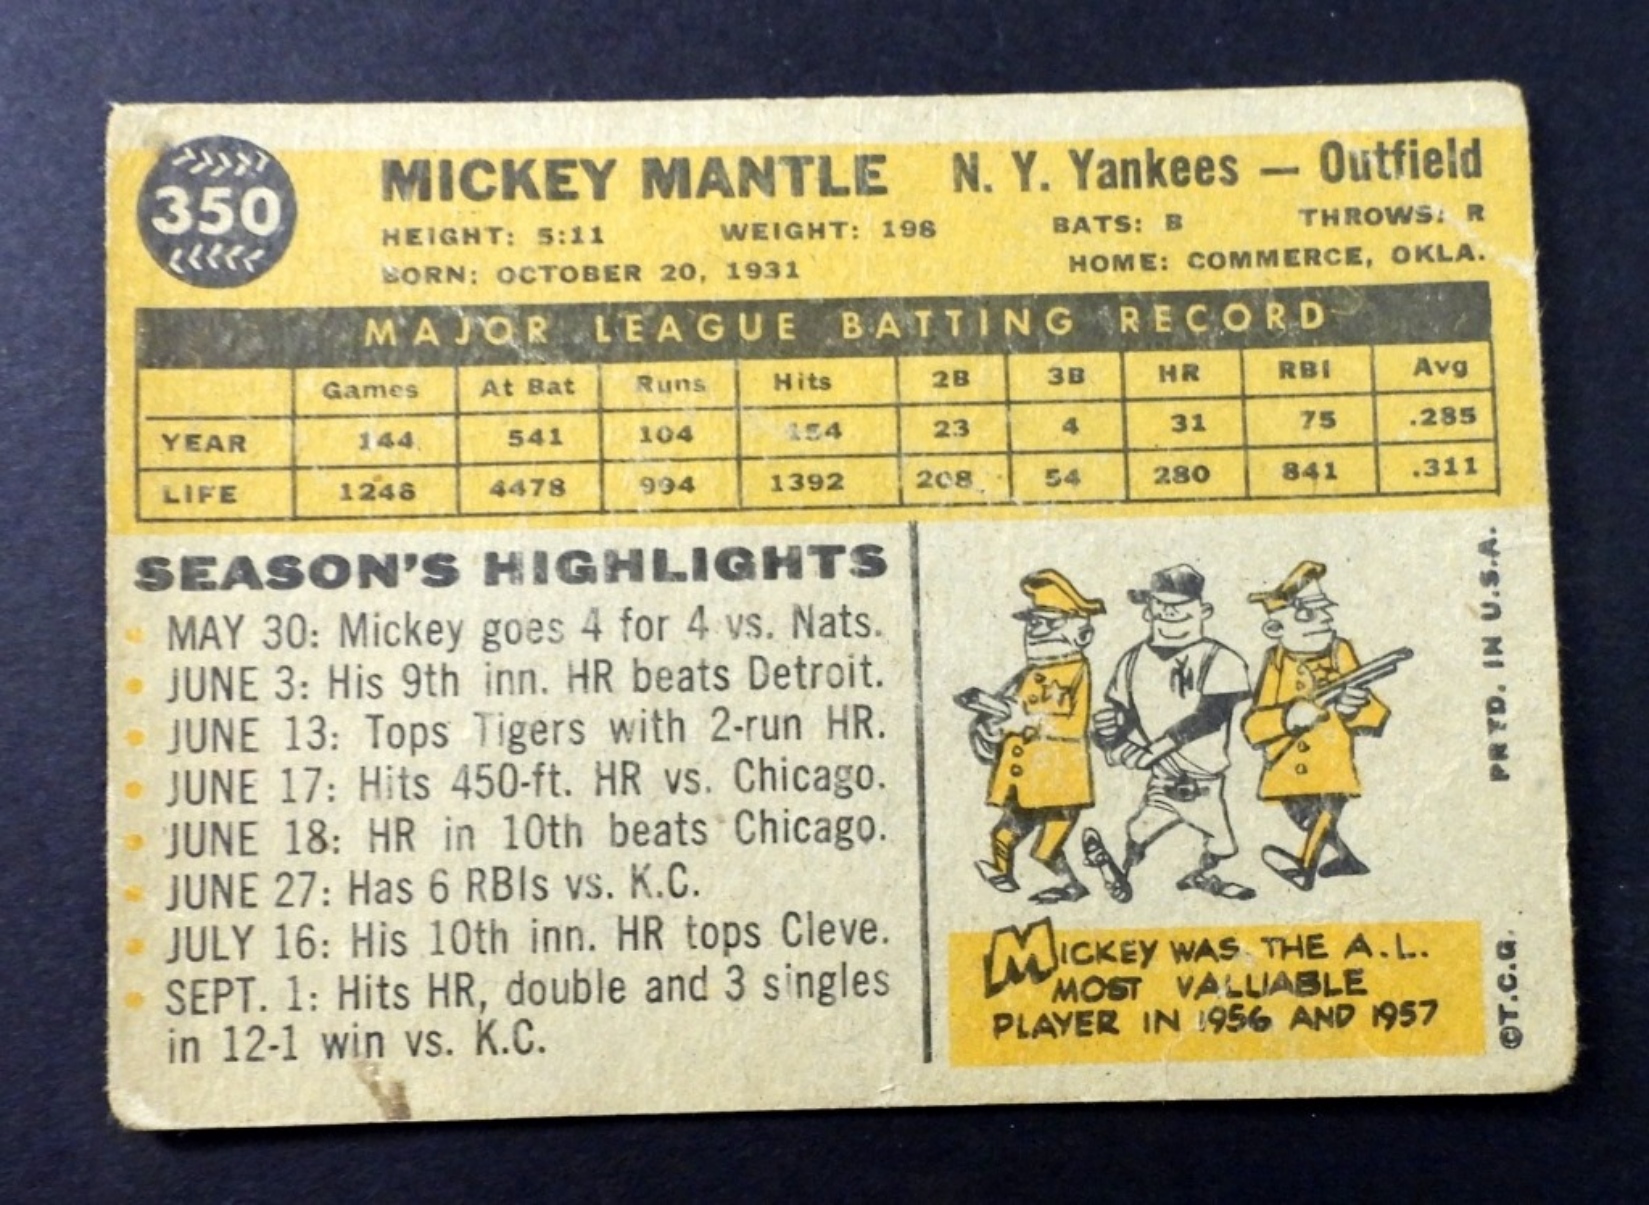 350
MICKEY MANTLE N. Y. Yankees — Outfield
HEIGHT: 5:11 WEIGHT: 198 BATS: B THROWS: R
BORN: OCTOBER 20, 1931 HOME: COMMERCE, OKLA.
MAJOR LEAGUE BATTING RECORD
Games At Bat Runs Hits 2B 3B HR RBI Avg
YEAR 144 541 104 154 23 4 31 75 .285
LIFE 1246 4478 994 1392 208 54 280 841 .311
SEASON'S HIGHLIGHTS
MAY 30: Mickey goes 4 for 4 vs. Nats.
JUNE 3: His 9th inn. HR beats Detroit.
JUNE 13: Tops Tigers with 2-run HR.
JUNE 17: Hits 450-ft. HR vs. Chicago.
JUNE 18: HR in 10th beats Chicago.
JUNE 27: Has 6 RBIs vs. K.C.
JULY 16: His 10th inn. HR tops Cleve.
SEPT. 1: Hits HR, double and 3 singles
in 12-1 win vs. K.C.
NY
MICKEY WAS THE A.L.
MOST VALUABLE
PLAYER IN 1956 AND 1957
©T.C.G. PRTD. IN U.S.A.